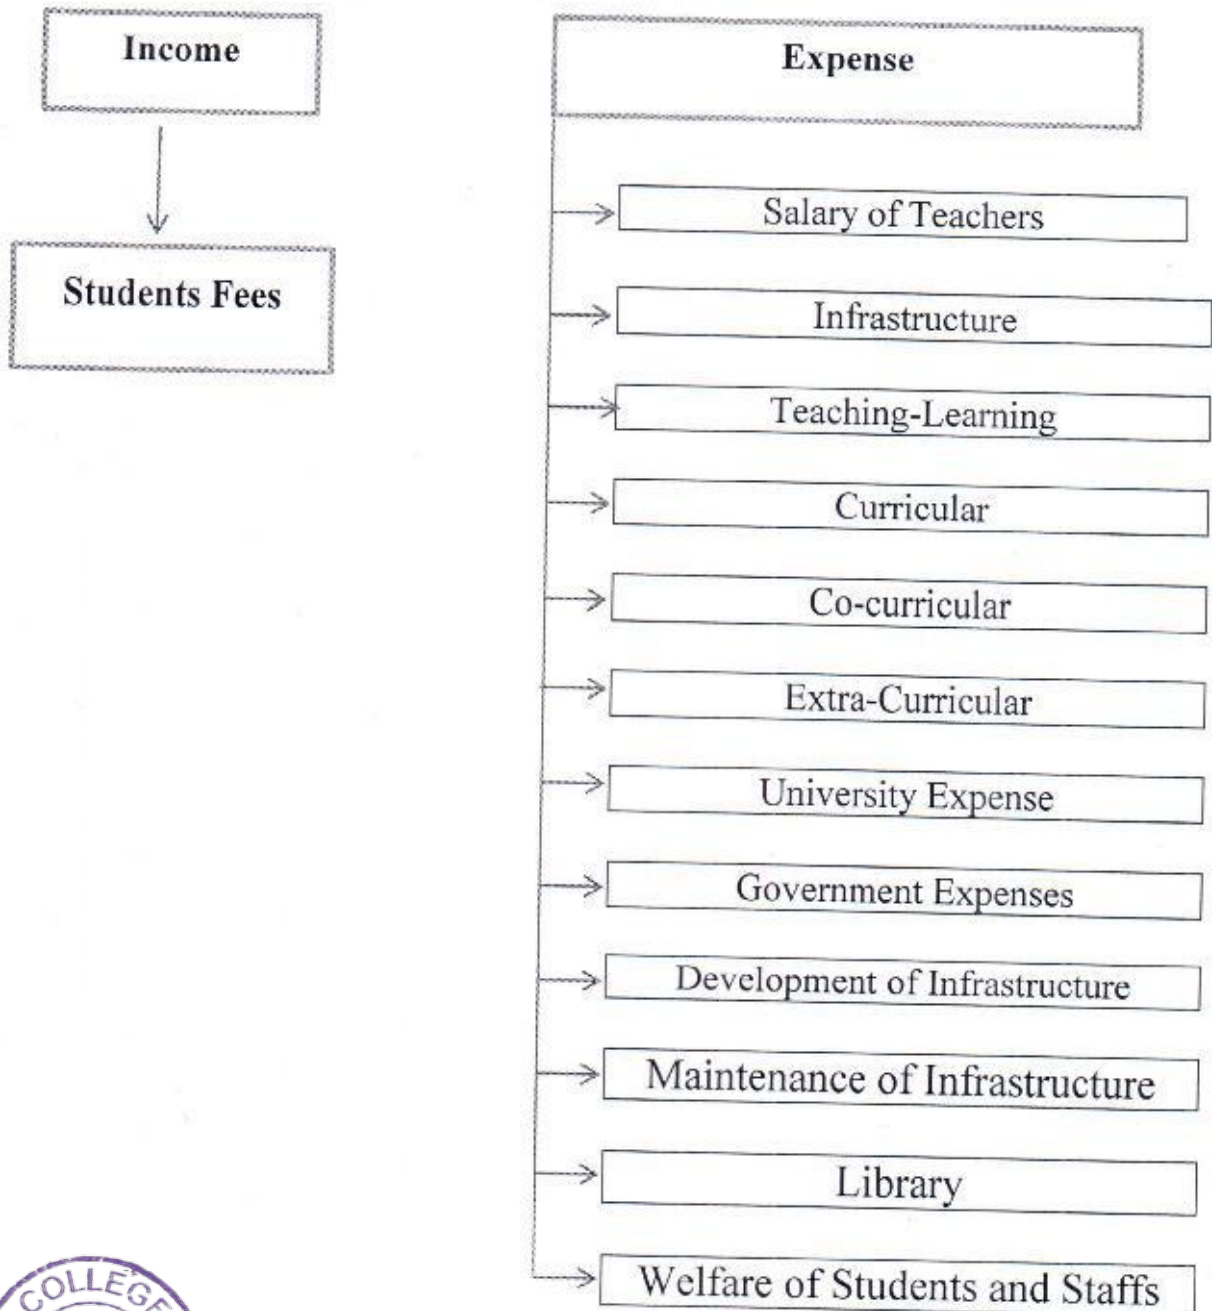 Income
Students Fees
Expense
Salary of Teachers
Infrastructure
Teaching-Learning
Curricular
Co-curricular
Extra-Curricular
University Expense
Government Expenses
Development of Infrastructure
Maintenance of Infrastructure
Library
Welfare of Students and Staffs
COLLEGE